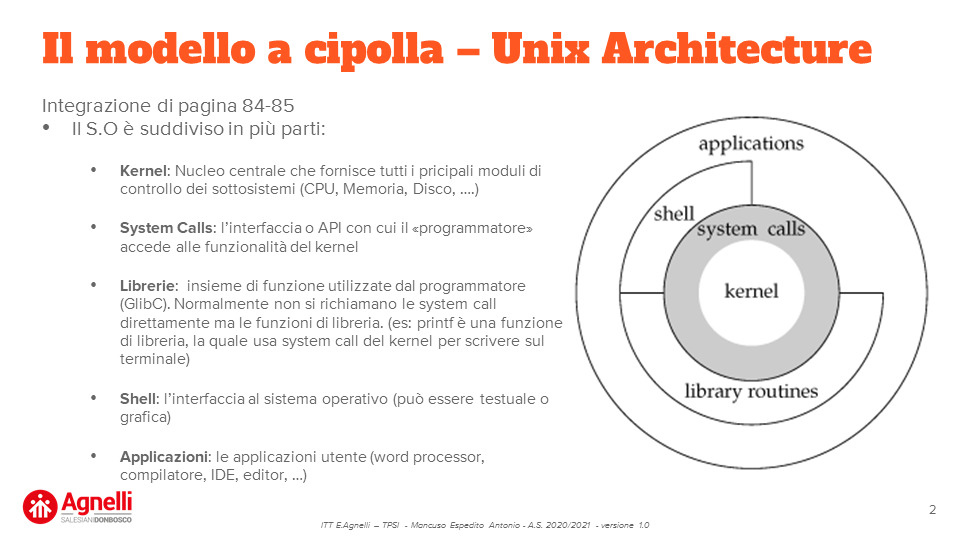 Il modello a cipolla – Unix Architecture
Integrazione di pagina 84-85
• Il S.O è suddiviso in più parti:
• Kernel: Nucleo centrale che fornisce tutti i pricipali moduli di
controllo dei sottosistemi (CPU, Memoria, Disco, ….)
• System Calls: l’interfaccia o API con cui il «programmatore»
accede alle funzionalità del kernel
• Librerie: insieme di funzione utilizzate dal programmatore
(GlibC). Normalmente non si richiamano le system call
direttamente ma le funzioni di libreria. (es: printf è una funzione
di libreria, la quale usa system call del kernel per scrivere sul
terminale)
• Shell: l’interfaccia al sistema operativo (può essere testuale o
grafica)
• Applicazioni: le applicazioni utente (word processor,
compilatore, IDE, editor, …)
applications
shell
system calls
kernel
library routines
Agnelli
SALESIANI DONBOSCO
ITT E.Agnelli – TPSI - Mancuso Espedito Antonio - A.S. 2020/2021 - versione 1.0
2